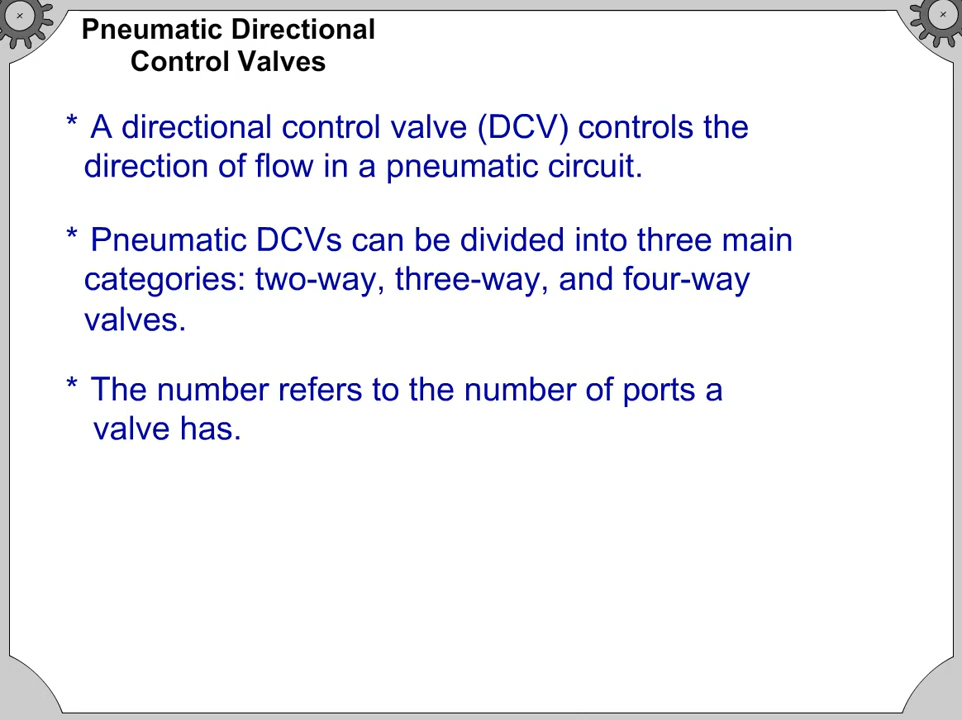 Pneumatic Directional
Control Valves
* A directional control valve (DCV) controls the
direction of flow in a pneumatic circuit.
* Pneumatic DCVs can be divided into three main
categories: two-way, three-way, and four-way
valves.
* The number refers to the number of ports a
valve has.